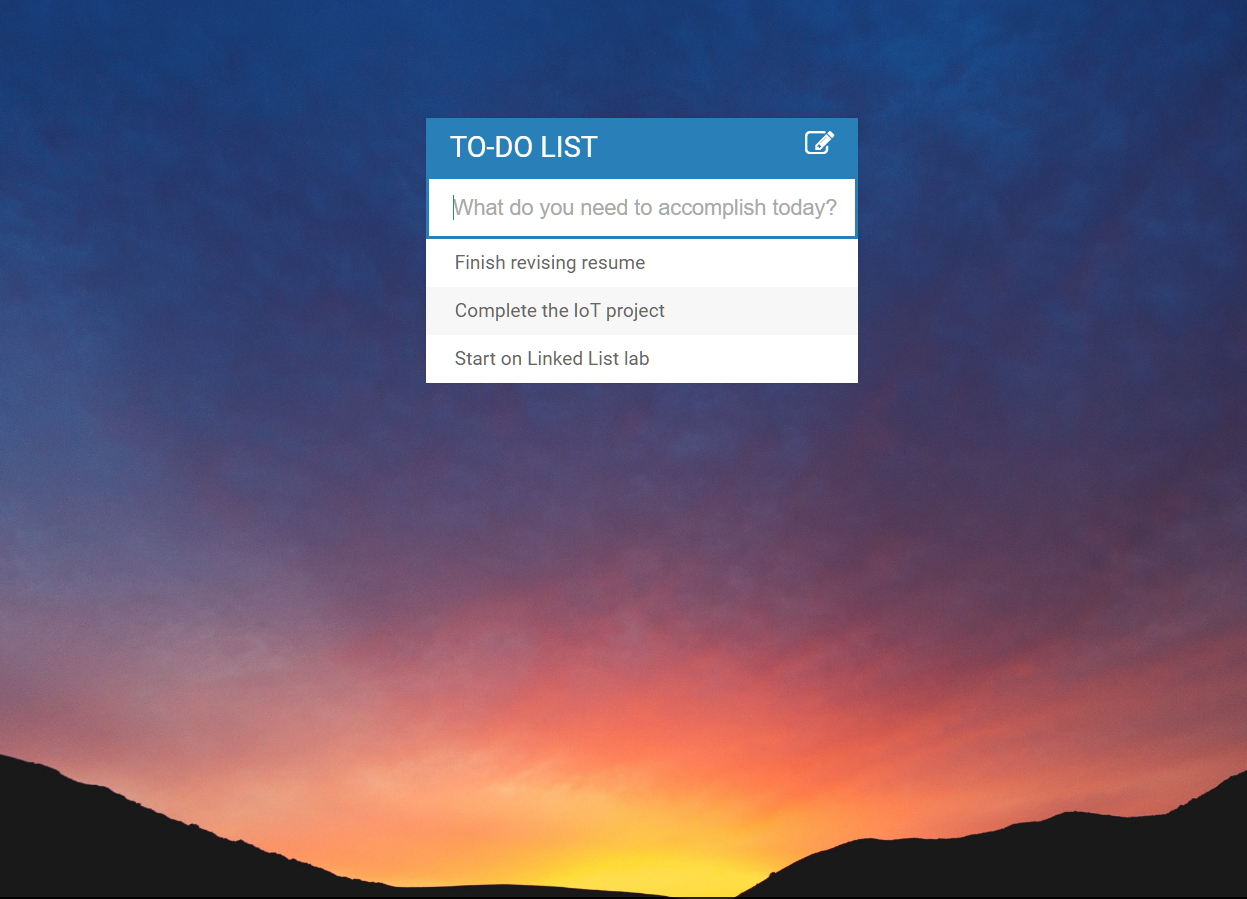 TO-DO LIST
What do you need to accomplish today?
Finish revising resume
Complete the IoT project
Start on Linked List lab